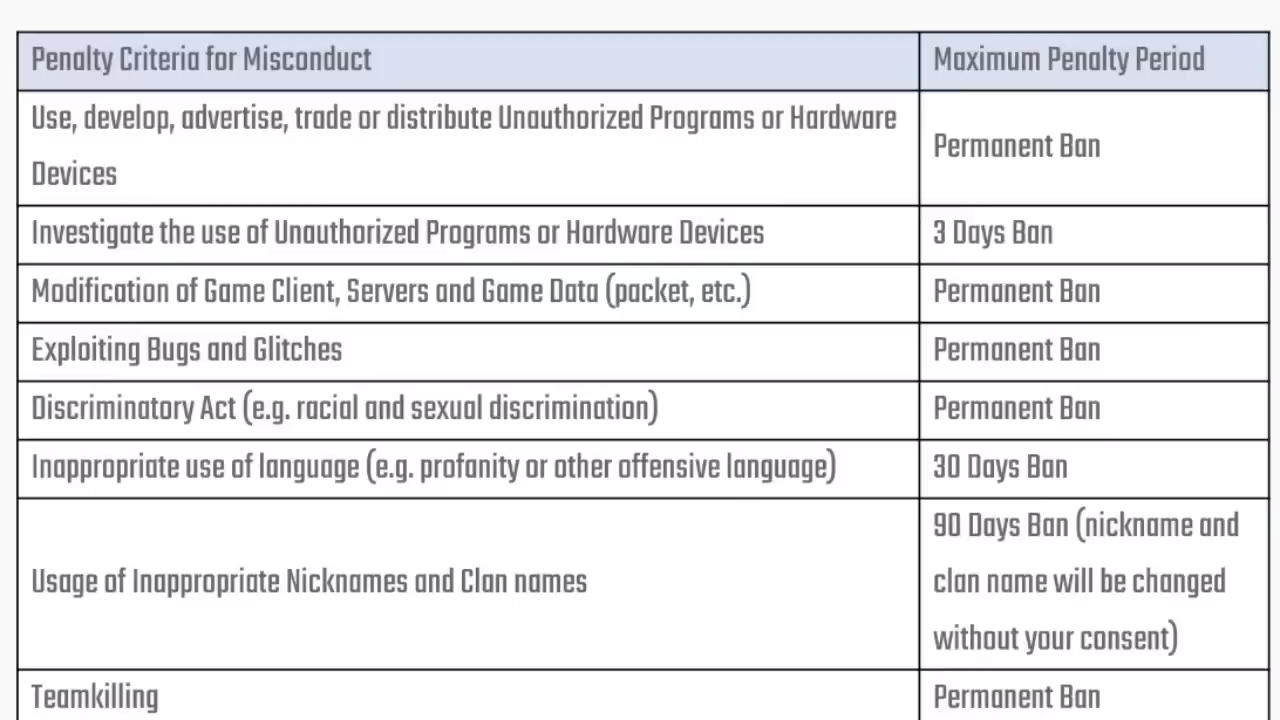 Penalty Criteria for Misconduct
Maximum Penalty Period
Use, develop, advertise, trade or distribute Unauthorized Programs or Hardware
Devices
Permanent Ban
Investigate the use of Unauthorized Programs or Hardware Devices
3 Days Ban
Modification of Game Client, Servers and Game Data (packet, etc.)
Permanent Ban
Exploiting Bugs and Glitches
Permanent Ban
Discriminatory Act (e.g. racial and sexual discrimination)
Permanent Ban
Inappropriate use of language (e.g. profanity or other offensive language)
30 Days Ban
Usage of Inappropriate Nicknames and Clan names
90 Days Ban (nickname and
clan name will be changed
without your consent)
Teamkilling
Permanent Ban